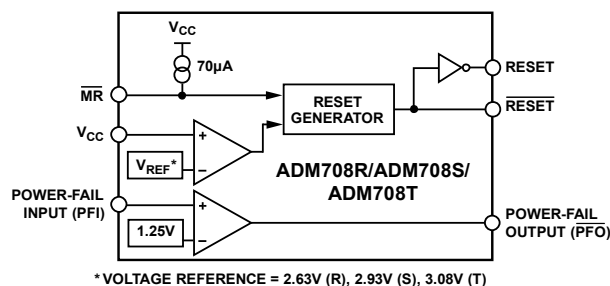 VCC
70µA
MR
RESET
RESET
GENERATOR
RESET
VCC
VREF*
+
−
ADM708R/ADM708S/
ADM708T
POWER-FAIL
INPUT (PFI)
+
1.25V
−
POWER-FAIL
OUTPUT (PFO)
*VOLTAGE REFERENCE = 2.63V (R), 2.93V (S), 3.08V (T)